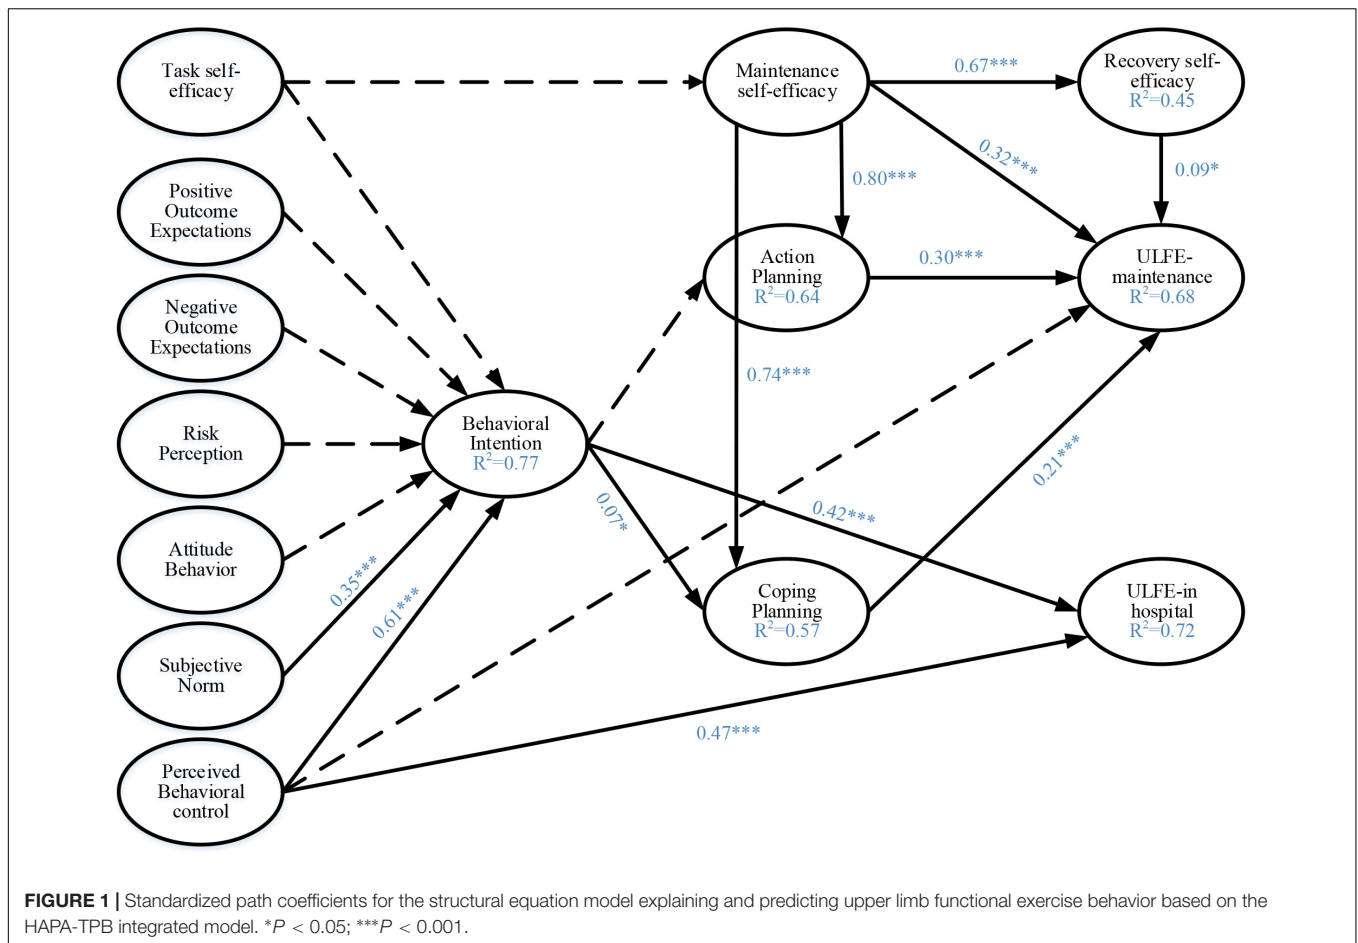 Task self-
efficacy
Maintenance
self-efficacy
0.67***
Recovery self-
efficacy
R²=0.45
0.32***
0.80***
0.09*
Positive
Outcome
Expectations
Action
Planning
R²=0.64
0.30***
ULFE-
maintenance
R²=0.68
Negative
Outcome
Expectations
0.74***
Risk
Perception
Behavioral
Intention
R²=0.77
0.07*
0.42***
0.21***
Attitude
Behavior
0.35***
0.61***
Coping
Planning
R²=0.57
ULFE-in
hospital
R²=0.72
Subjective
Norm
0.47***
Perceived
Behavioral
control
FIGURE 1 | Standardized path coefficients for the structural equation model explaining and predicting upper limb functional exercise behavior based on the
HAPA-TPB integrated model. *P < 0.05; ***P < 0.001.